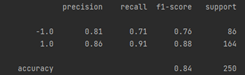 precision recall f1-score support
-1.0 0.81 0.71 0.76 86
1.0 0.86 0.91 0.88 164
accuracy 0.84 250